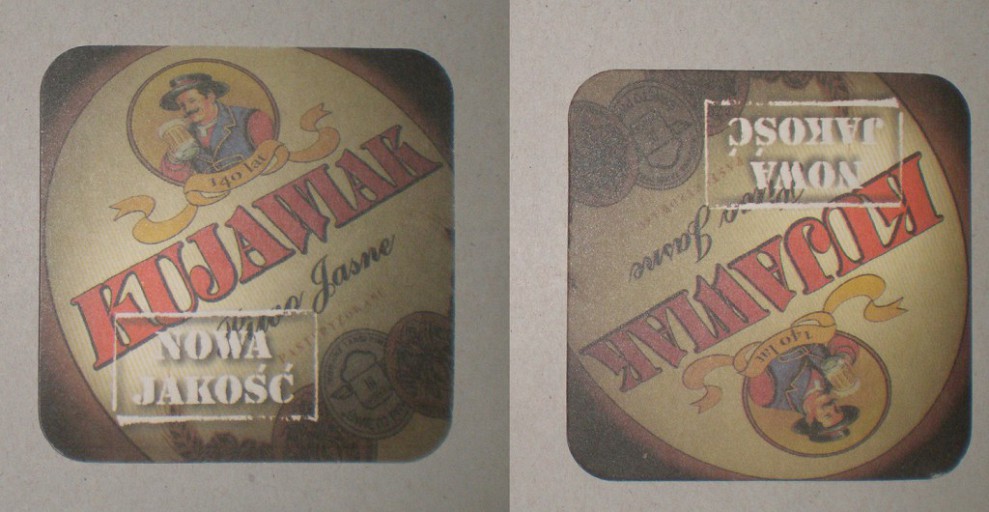 140 lat
KUJAWIAK
Piwo Jasne
NOWA
JAKOŚĆ
NOWA
JAKOŚĆ
Piwo Jasne
KUJAWIAK
140 lat